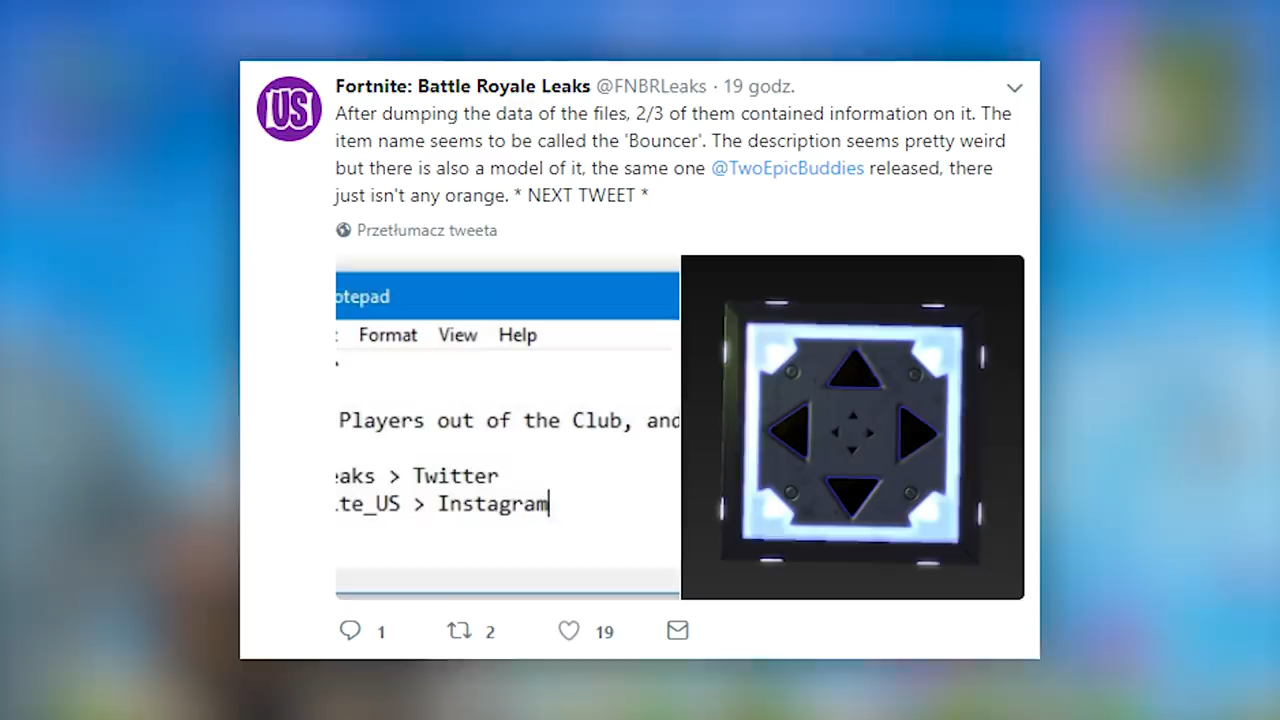 US
Fortnite: Battle Royale Leaks @FNBRLeaks · 19 godz.
After dumping the data of the files, 2/3 of them contained information on it. The
item name seems to be called the 'Bouncer'. The description seems pretty weird
but there is also a model of it, the same one @TwoEpicBuddies released, there
just isn't any orange. * NEXT TWEET *
Przetłumacz tweeta
otepad
Format View Help
Players out of the Club, and
eaks > Twitter
ite_US > Instagram
1 2 19